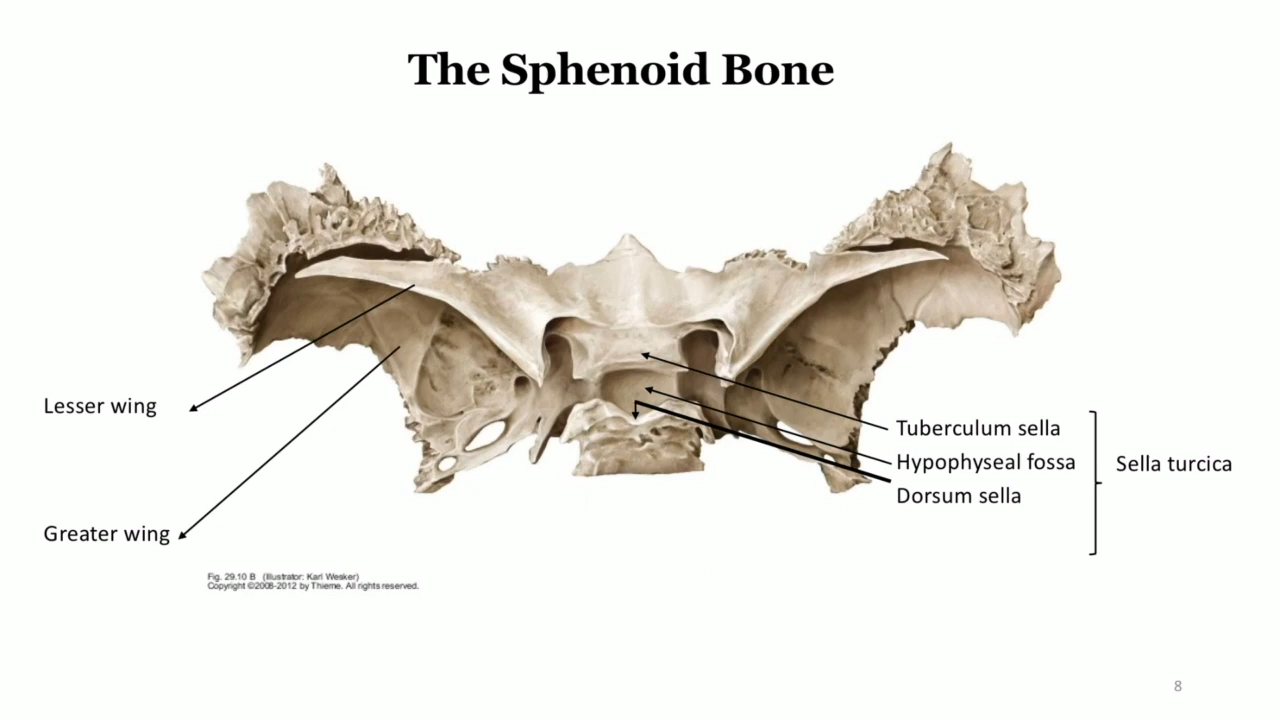 The Sphenoid Bone
Lesser wing
Greater wing
Tuberculum sella
Hypophyseal fossa
Dorsum sella
Sella turcica
Fig. 29.10 B (Illustrator: Karl Wesker)
Copyright ©2008-2012 by Thieme. All rights reserved.
8